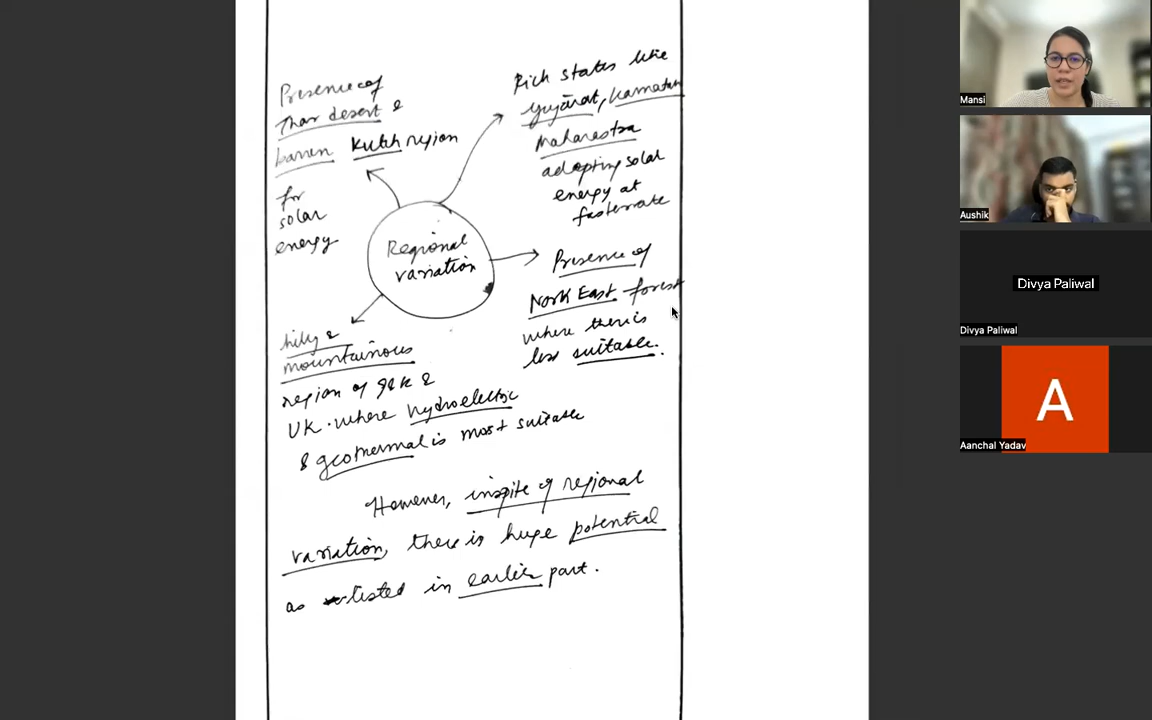 Presence of
Thar desert &
barren Kutch region
for
solar
energy
Rich states like
Gujarat, Karnatak
Maharastra
adopting solar
energy at
faster rate
Regional
variation
Presence of
North East forest
where there is
less suitable.
hilly &
mountainous
region of J&K &
UK. where hydroelectric
& geothermal is most suitable
However, inspite of regional
variation, there is huge potential
as listed in earlier part.
Mansi
Aushik
Divya Paliwal
Divya Paliwal
A
Aanchal Yadav